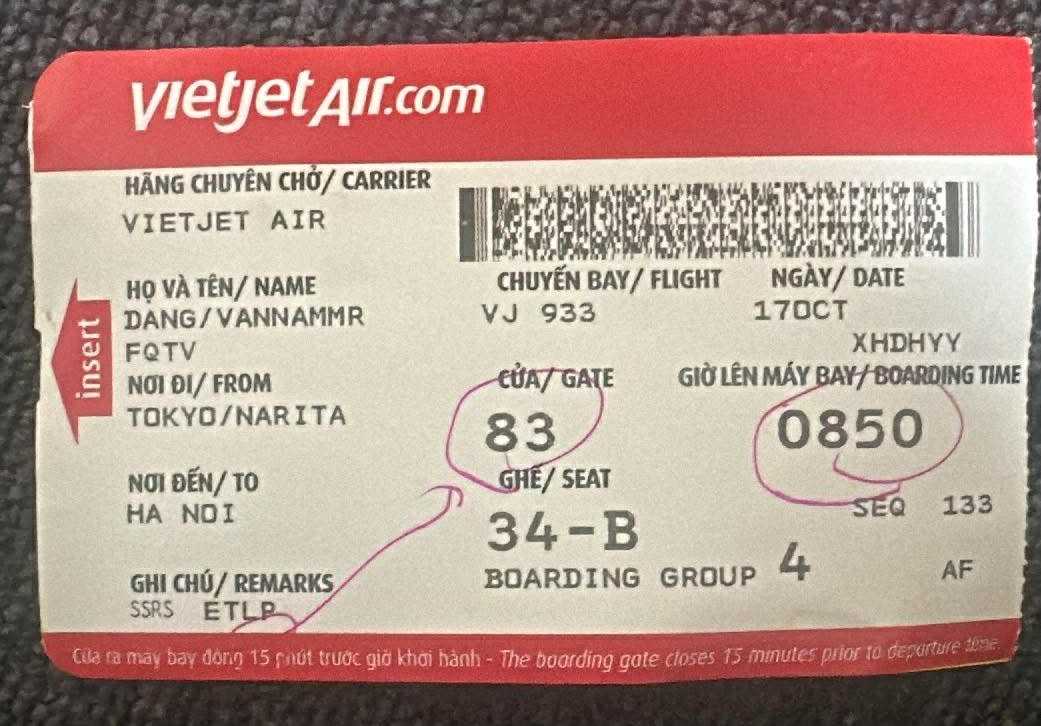 vietjetAir.com
HÃNG CHUYÊN CHỞ/ CARRIER
VIETJET AIR
HỌ VÀ TÊN/ NAME
DANG/VANNAMMR
FQTV
CHUYẾN BAY/ FLIGHT
VJ 933
NGÀY/ DATE
17OCT
XHDHYY
insert
NƠI ĐI/ FROM
TOKYO/NARITA
CỬA/ GATE
83
GIỜ LÊN MÁY BAY/ BOARDING TIME
0850
NƠI ĐẾN/ TO
HA NOI
GHẾ/ SEAT
34-B
SEQ 133
GHI CHÚ/ REMARKS
SSRS ETLP
BOARDING GROUP 4
AF
Cửa ra máy bay đóng 15 phút trước giờ khởi hành - The boarding gate closes 15 minutes prior to departure time.